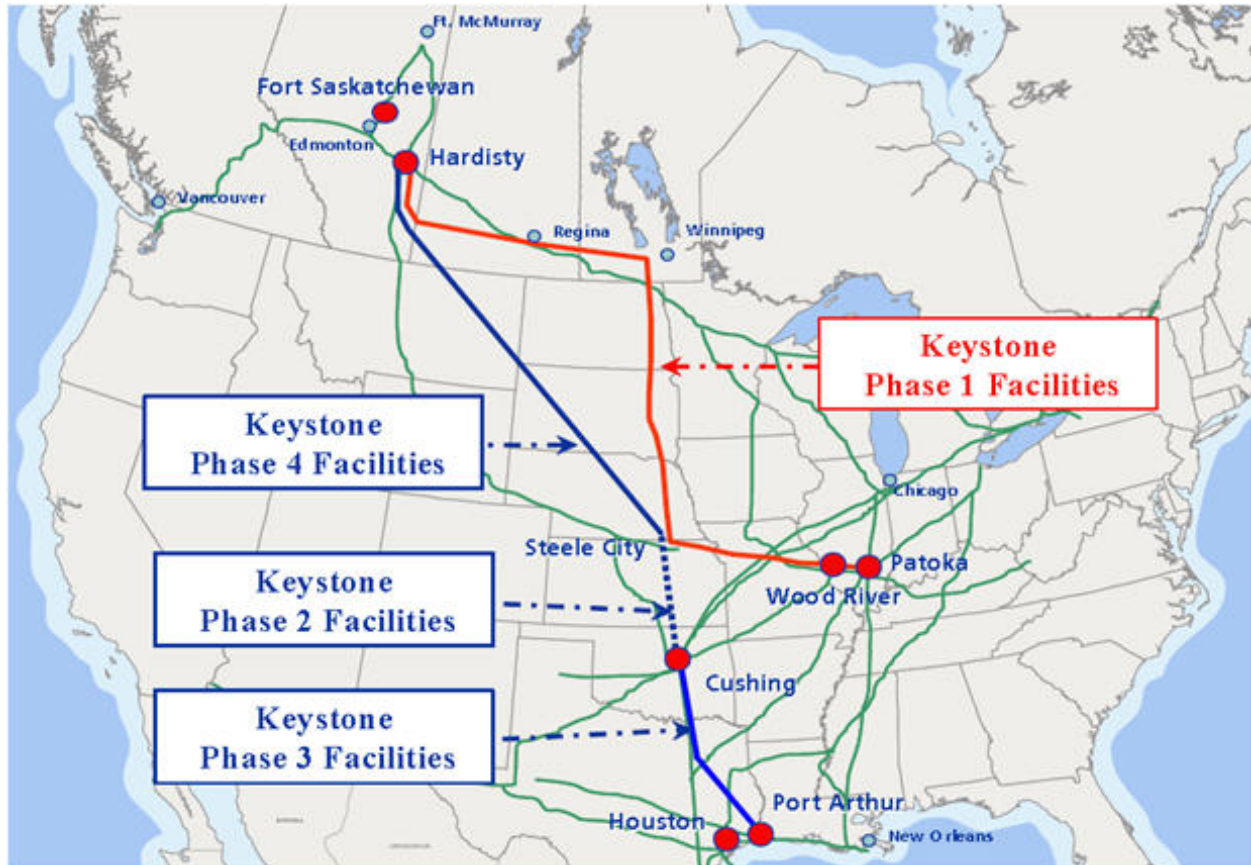 Ft. McMurray
Fort Saskatchewan
Edmonton
Hardisty
Vancouver
Regina
Winnipeg
Keystone
Phase 1 Facilities
Keystone
Phase 4 Facilities
Chicago
Steele City
Patoka
Wood River
Keystone
Phase 2 Facilities
Cushing
Keystone
Phase 3 Facilities
Port Arthur
Houston
New Orleans